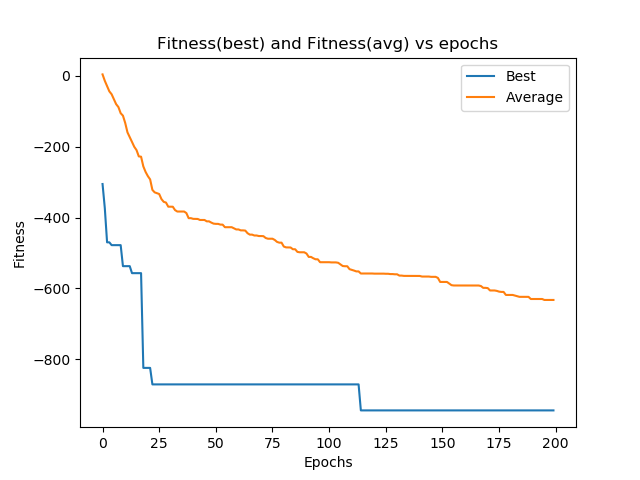 Fitness(best) and Fitness(avg) vs epochs
Best
Average
0
−200
−400
−600
−800
Fitness
0
25
50
75
100
125
150
175
200
Epochs